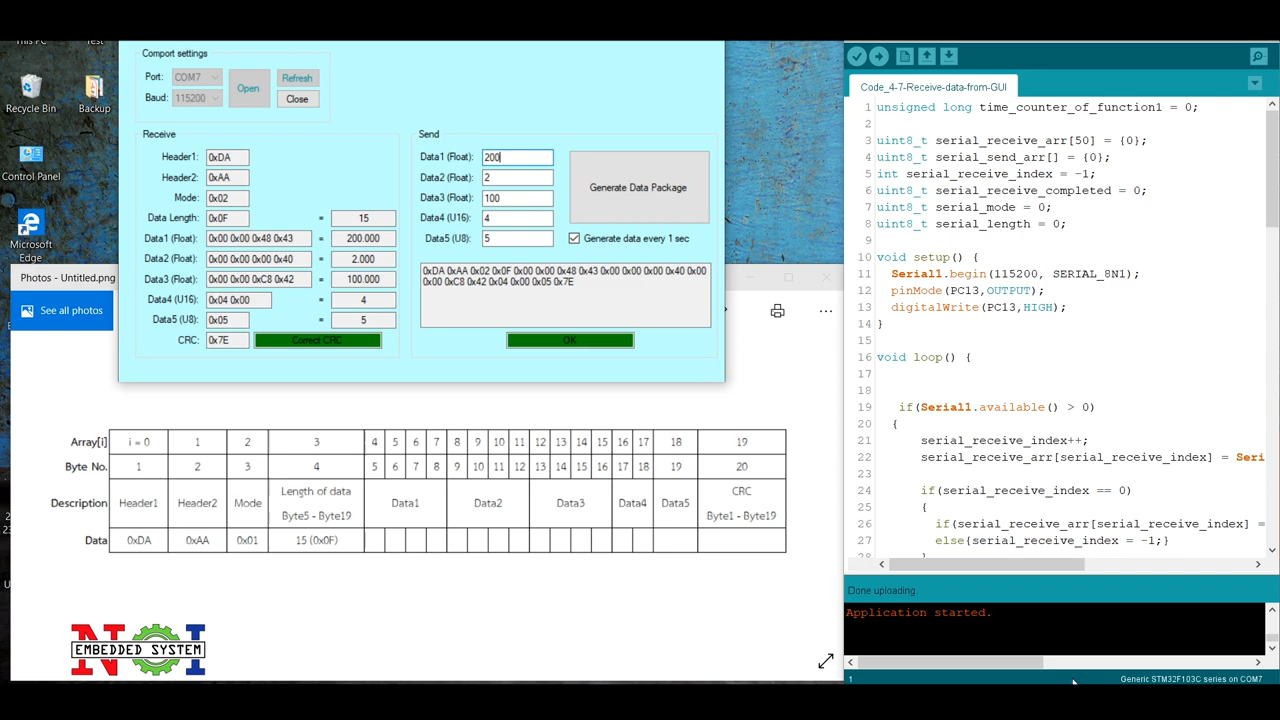 This PC
Test
Recycle Bin
Backup
Control Panel
Microsoft
Edge
Comport settings
Port: COM7 Open Refresh
Baud: 115200 Close
Receive
Header1: 0xDA
Header2: 0xAA
Mode: 0x02
Data Length: 0x0F = 15
Data1 (Float): 0x00 0x00 0x48 0x43 = 200.000
Data2 (Float): 0x00 0x00 0x00 0x40 = 2.000
Data3 (Float): 0x00 0x00 0xC8 0x42 = 100.000
Data4 (U16): 0x04 0x00 = 4
Data5 (U8): 0x05 = 5
CRC: 0x7E Correct CRC
Send
Data1 (Float): 200
Data2 (Float): 2
Data3 (Float): 100
Data4 (U16): 4
Data5 (U8): 5
Generate Data Package
Generate data every 1 sec
0xDA 0xAA 0x02 0x0F 0x00 0x00 0x48 0x43 0x00 0x00 0x00 0x40 0x00
0x00 0xC8 0x42 0x04 0x00 0x05 0x7E
OK
Photos - Untitled.png
See all photos
Array[i] i = 0 1 2 3 4 5 6 7 8 9 10 11 12 13 14 15 16 17 18 19
Byte No. 1 2 3 4 5 6 7 8 9 10 11 12 13 14 15 16 17 18 19 20
Description Header1 Header2 Mode Length of data Byte5 - Byte19 Data1 Data2 Data3 Data4 Data5 CRC Byte1 - Byte19
Data 0xDA 0xAA 0x01 15 (0x0F)
N I
EMBEDDED SYSTEM
Code_4-7-Receive-data-from-GUI
1 unsigned long time_counter_of_function1 = 0;
2
3 uint8_t serial_receive_arr[50] = {0};
4 uint8_t serial_send_arr[] = {0};
5 int serial_receive_index = -1;
6 uint8_t serial_receive_completed = 0;
7 uint8_t serial_mode = 0;
8 uint8_t serial_length = 0;
9
10 void setup() {
11 Serial1.begin(115200, SERIAL_8N1);
12 pinMode(PC13,OUTPUT);
13 digitalWrite(PC13,HIGH);
14 }
15
16 void loop() {
17
18
19 if(Serial1.available() > 0)
20 {
21 serial_receive_index++;
22 serial_receive_arr[serial_receive_index] = Seri
23
24 if(serial_receive_index == 0)
25 {
26 if(serial_receive_arr[serial_receive_index] =
27 else{serial_receive_index = -1;}
28 }
Done uploading.
Application started.
1 Generic STM32F103C series on COM7